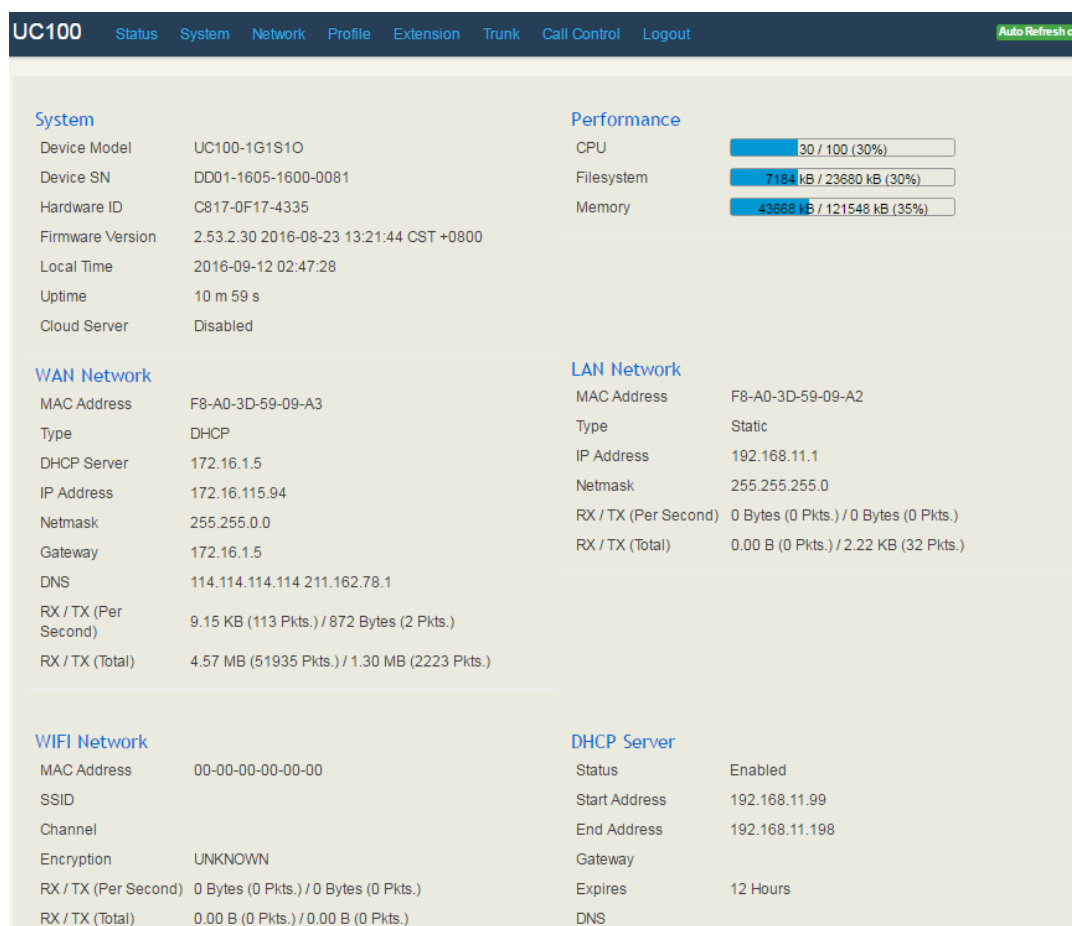 UC100 Status System Network Profile Extension Trunk Call Control Logout Auto Refresh
System
Device Model UC100-1G1S1O
Device SN DD01-1605-1600-0081
Hardware ID C817-0F17-4335
Firmware Version 2.53.2.30 2016-08-23 13:21:44 CST +0800
Local Time 2016-09-12 02:47:28
Uptime 10 m 59 s
Cloud Server Disabled
Performance
CPU 30 / 100 (30%)
Filesystem 7184 kB / 23680 kB (30%)
Memory 43668 kB / 121548 kB (35%)
WAN Network
MAC Address F8-A0-3D-59-09-A3
Type DHCP
DHCP Server 172.16.1.5
IP Address 172.16.115.94
Netmask 255.255.0.0
Gateway 172.16.1.5
DNS 114.114.114.114 211.162.78.1
RX / TX (Per
Second) 9.15 KB (113 Pkts.) / 872 Bytes (2 Pkts.)
RX / TX (Total) 4.57 MB (51935 Pkts.) / 1.30 MB (2223 Pkts.)
LAN Network
MAC Address F8-A0-3D-59-09-A2
Type Static
IP Address 192.168.11.1
Netmask 255.255.255.0
RX / TX (Per Second) 0 Bytes (0 Pkts.) / 0 Bytes (0 Pkts.)
RX / TX (Total) 0.00 B (0 Pkts.) / 2.22 KB (32 Pkts.)
WIFI Network
MAC Address 00-00-00-00-00-00
SSID
Channel
Encryption UNKNOWN
RX / TX (Per Second) 0 Bytes (0 Pkts.) / 0 Bytes (0 Pkts.)
RX / TX (Total) 0.00 B (0 Pkts.) / 0.00 B (0 Pkts.)
DHCP Server
Status Enabled
Start Address 192.168.11.99
End Address 192.168.11.198
Gateway
Expires 12 Hours
DNS